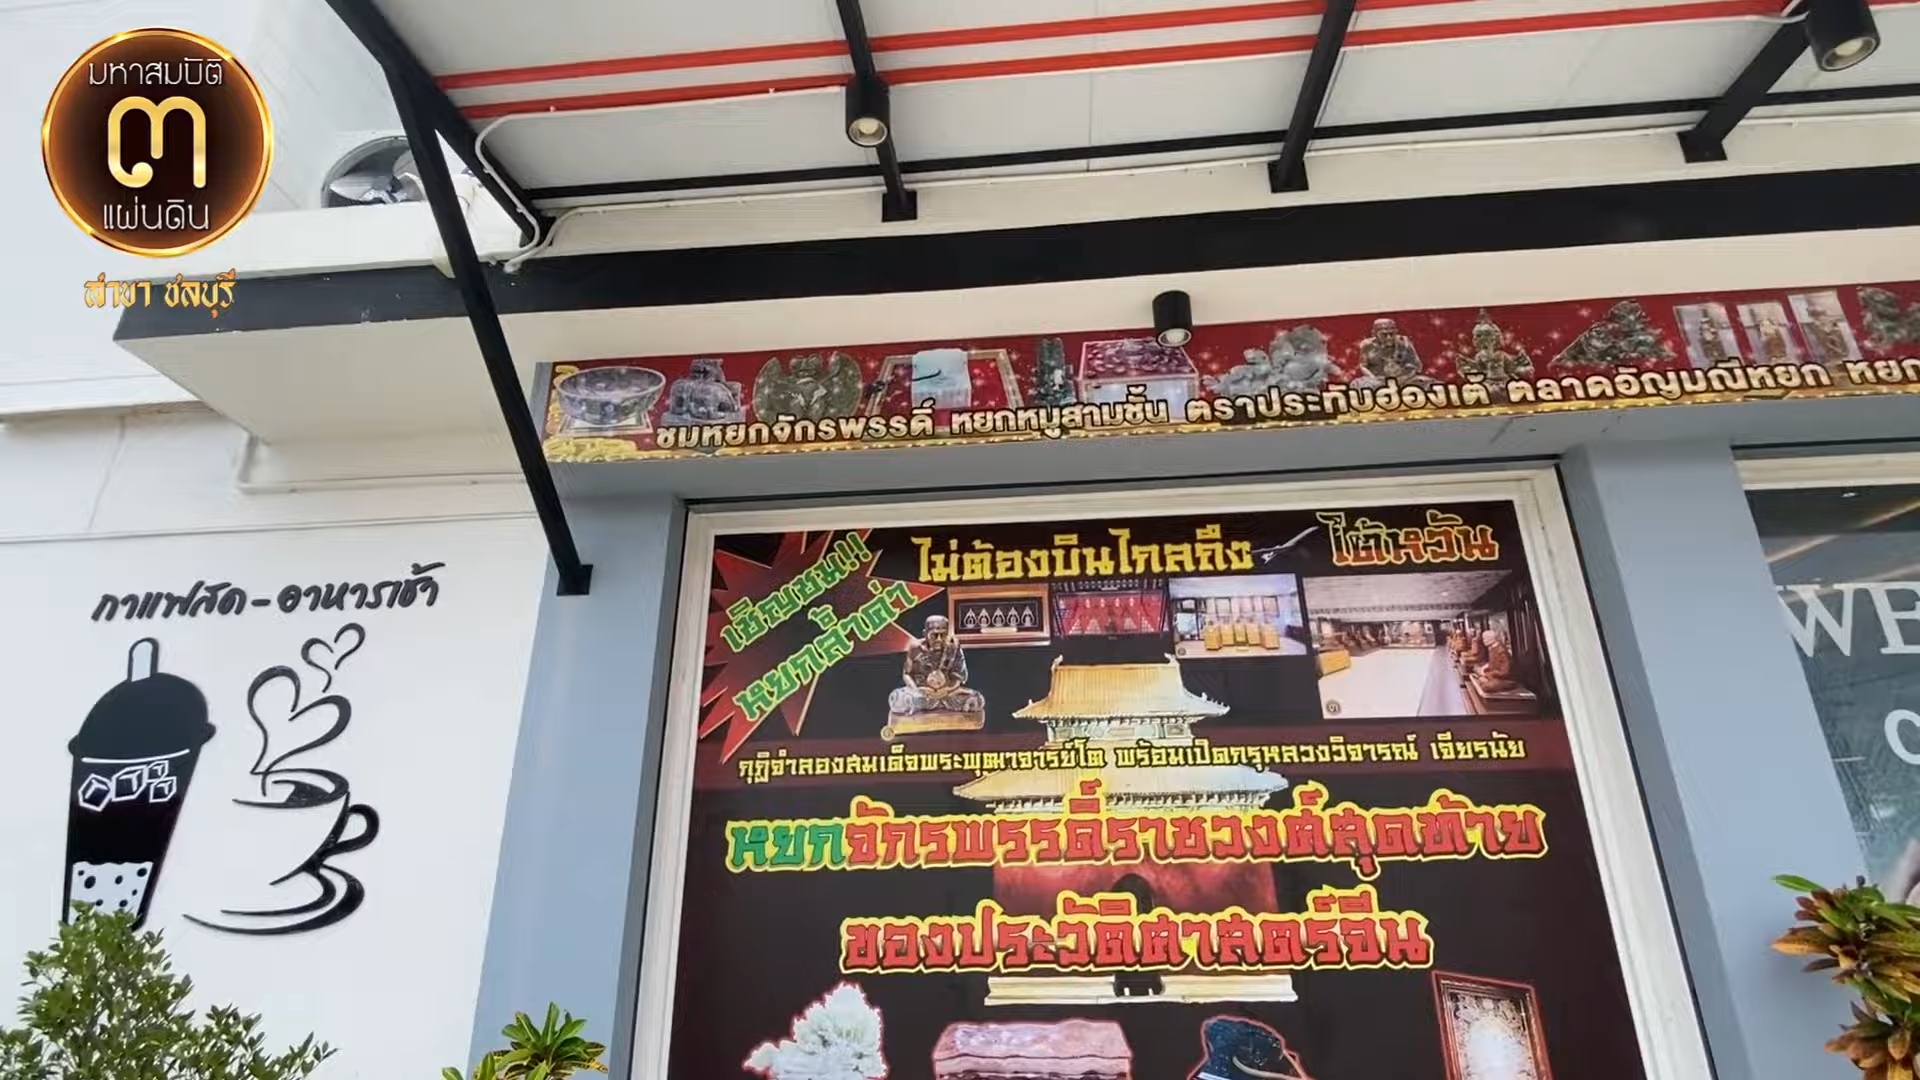 มหาสมบัติ
๓
แผ่นดิน
สาขา ชลบุรี
ชมหยกจักรพรรดิ์ หยกหมูสามชั้น ตราประทับฮ่องเต้ ตลาดอัญมณีหยก หยก
เชิญชม!!
หยกล้ำค่า
ไม่ต้องบินไกลถึง ไต้หวัน
กุฏิจำลองสมเด็จพระพุฒาจารย์โต พร้อมเปิดกรุหลวงวิจารณ์ เจียรนัย
หยกจักรพรรดิ์ราชวงศ์สุดท้าย
ของประวัติศาสตร์จีน
กาแฟสด - อาหารเช้า
WE
C